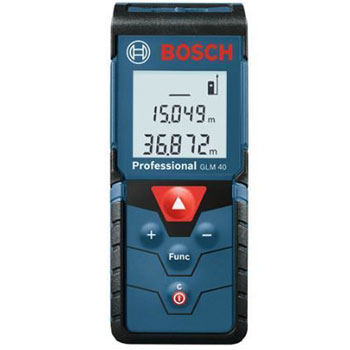 BOSCH
15.049 m
36.872 m
Professional GLM 40
+ −
Func
C